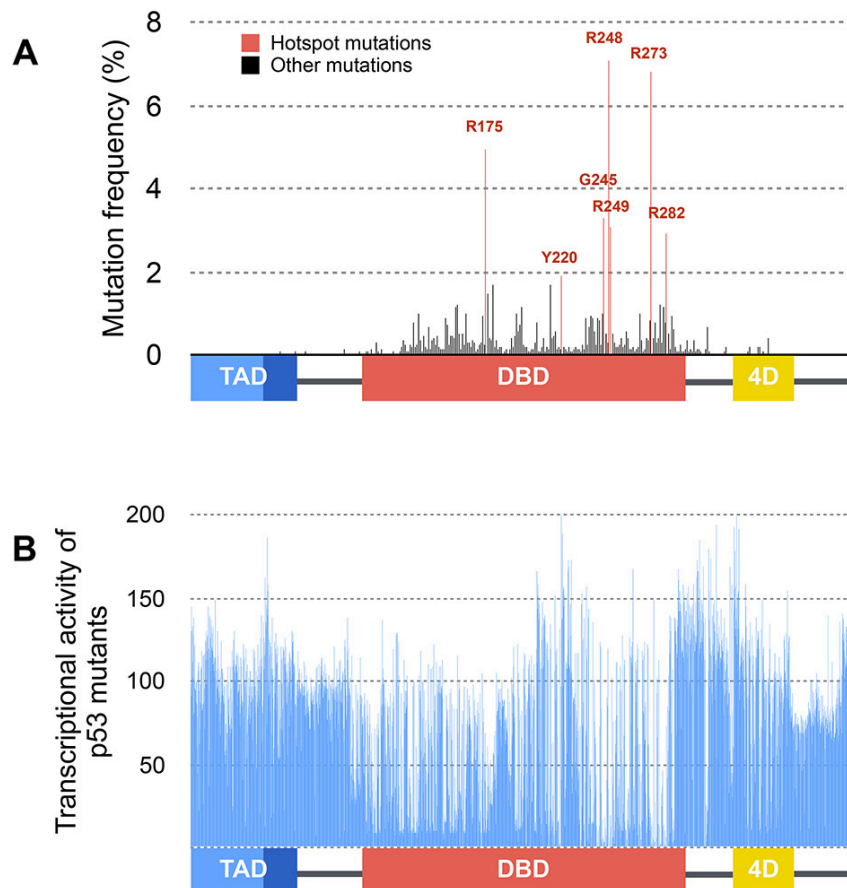 A
Mutation frequency (%)
8
6
4
2
0
Hotspot mutations
Other mutations
R175
Y220
G245
R248
R249
R273
R282
TAD
DBD
4D
B
Transcriptional activity of
p53 mutants
200
150
100
50
TAD
DBD
4D